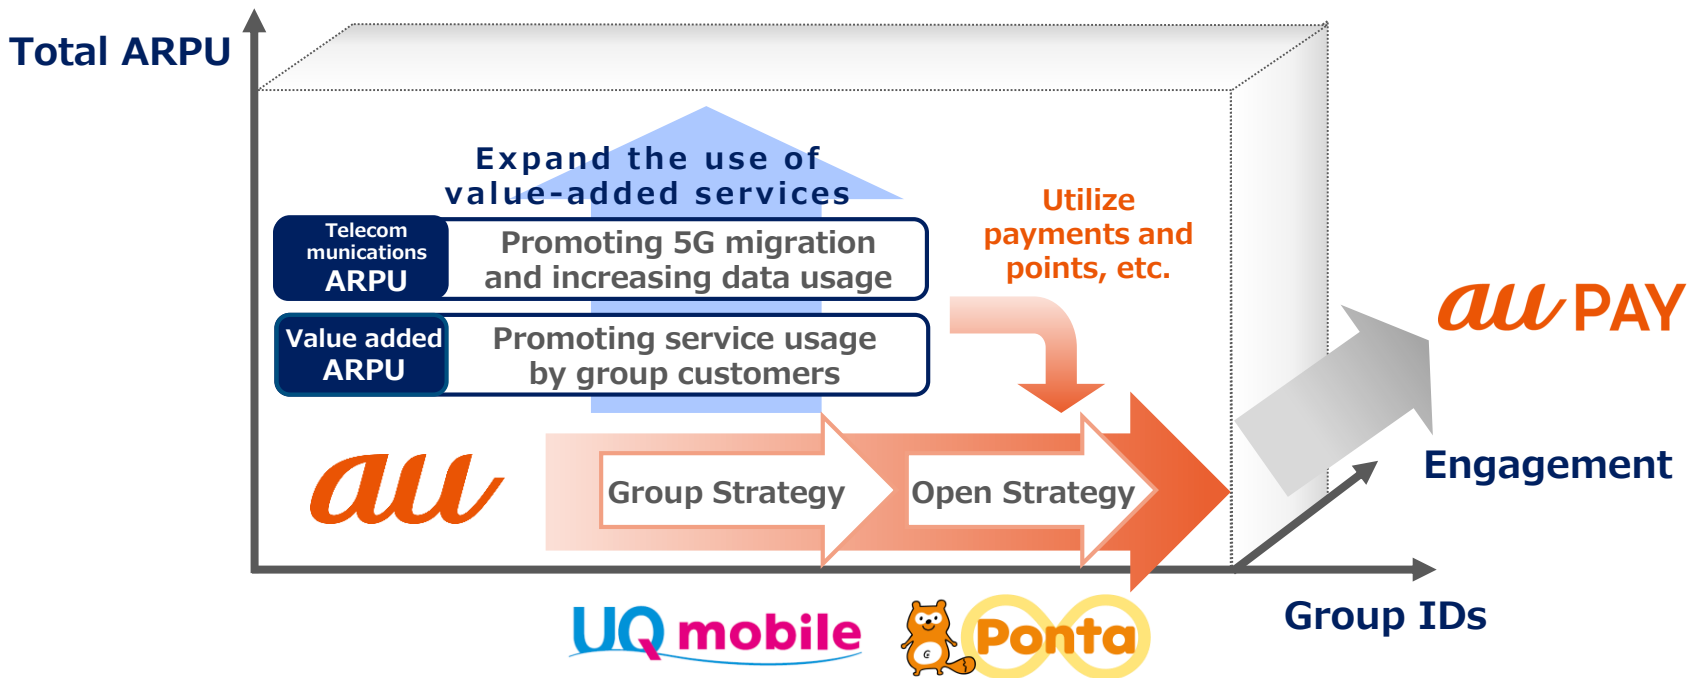 Total ARPU
Expand the use of
value-added services
Telecom
munications
ARPU
Promoting 5G migration
and increasing data usage
Value added
ARPU
Promoting service usage
by group customers
Utilize
payments and
points, etc.
au PAY
Engagement
au
Group Strategy
Open Strategy
Group IDs
UQ mobile
Ponta